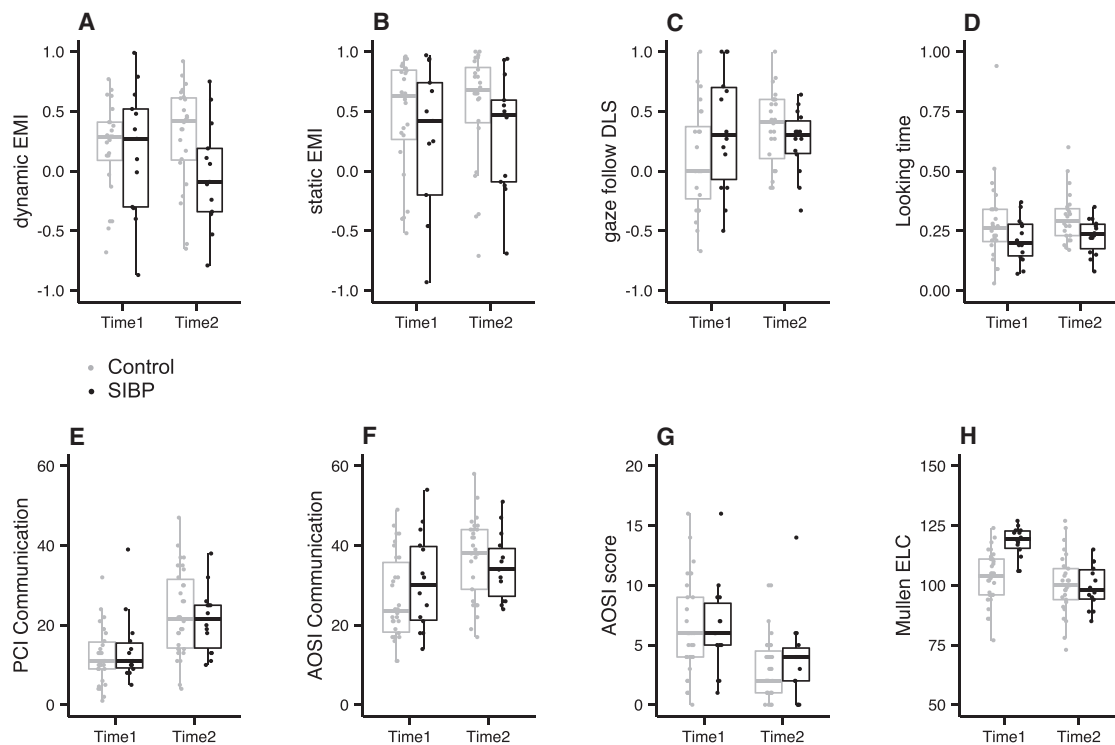 A
dynamic EMI
1.0
0.5
0.0
-0.5
-1.0
Time1 Time2
B
static EMI
1.0
0.5
0.0
-0.5
-1.0
Time1 Time2
C
gaze follow DLS
1.0
0.5
0.0
-0.5
-1.0
Time1 Time2
D
Looking time
1.00
0.75
0.50
0.25
0.00
Time1 Time2
Control
SIBP
E
PCI Communication
60
40
20
0
Time1 Time2
F
AOSI Communication
60
40
20
0
Time1 Time2
G
AOSI score
20
15
10
5
0
Time1 Time2
H
Mullen ELC
150
125
100
75
50
Time1 Time2